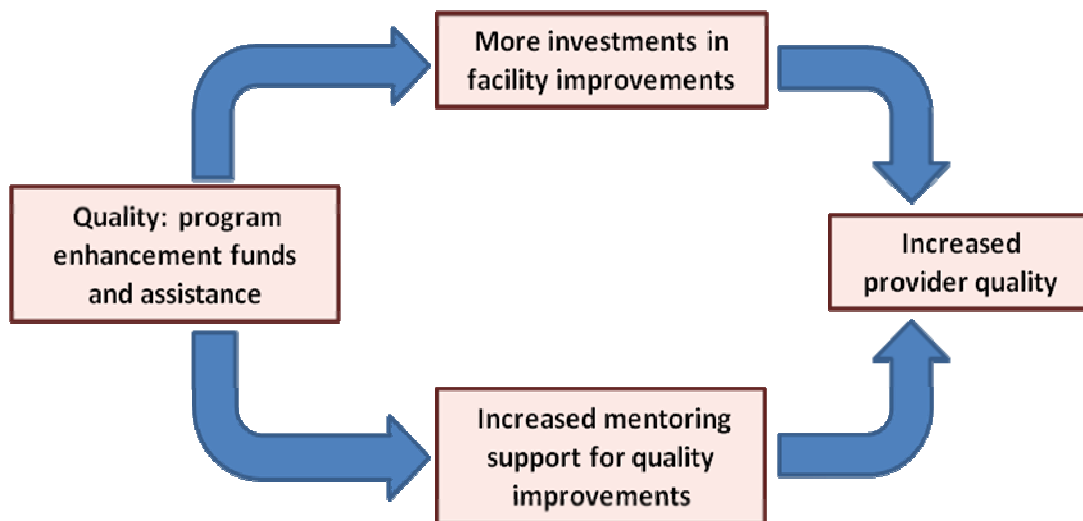 More investments in
facility improvements
Quality: program
enhancement funds
and assistance
Increased
provider quality
Increased mentoring
support for quality
improvements